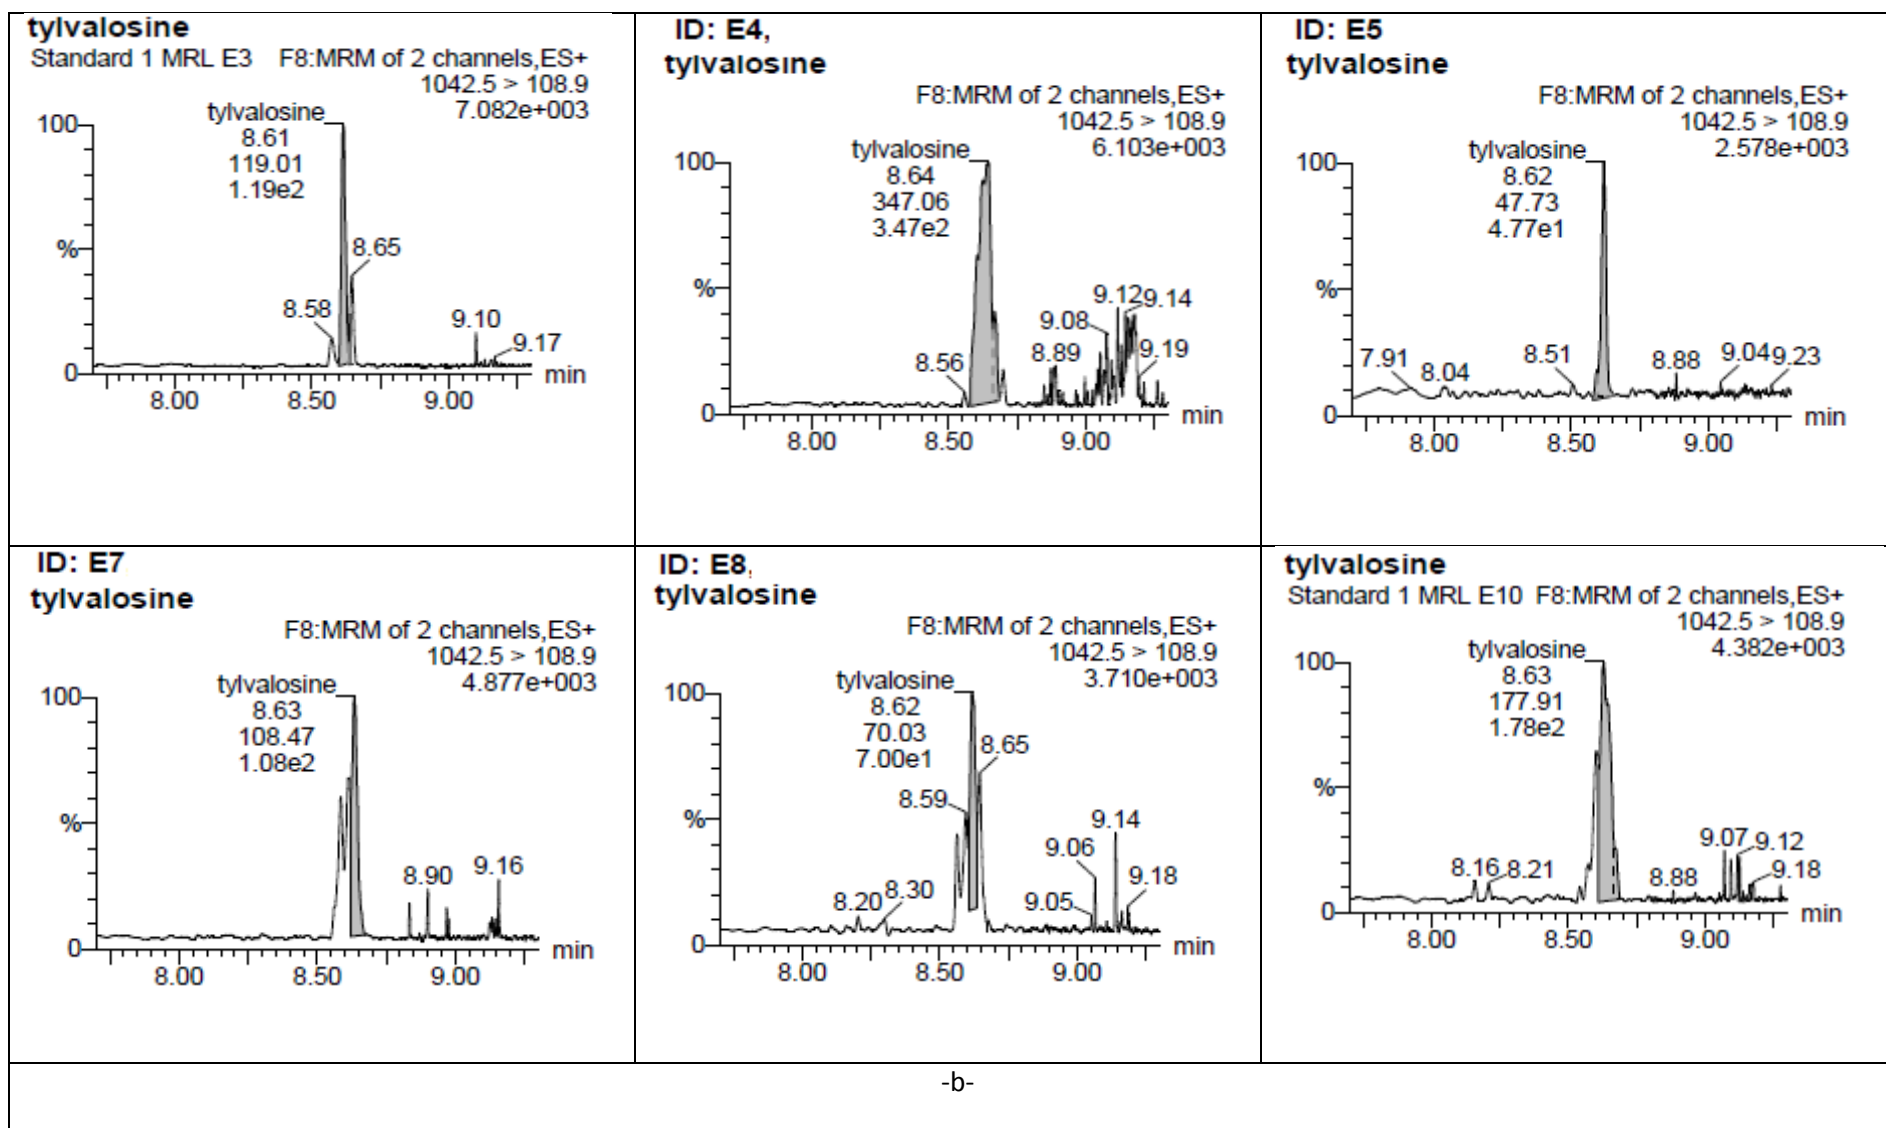 tylvalosine
Standard 1 MRL E3 F8:MRM of 2 channels,ES+
1042.5 > 108.9
7.082e+003
tylvalosine
8.61
119.01
1.19e2
100
%
0
8.58
8.65
9.10
9.17
8.00 8.50 9.00
min
ID: E4,
tylvalosine
F8:MRM of 2 channels,ES+
1042.5 > 108.9
6.103e+003
tylvalosine
8.64
347.06
3.47e2
100
%
0
8.56
8.89
9.08
9.12
9.14
9.19
8.00 8.50 9.00
min
ID: E5
tylvalosine
F8:MRM of 2 channels,ES+
1042.5 > 108.9
2.578e+003
tylvalosine
8.62
47.73
4.77e1
100
%
0
7.91
8.04
8.51
8.88
9.04
9.23
8.00 8.50 9.00
min
ID: E7
tylvalosine
F8:MRM of 2 channels,ES+
1042.5 > 108.9
4.877e+003
tylvalosine
8.63
108.47
1.08e2
100
%
0
8.90
9.16
8.00 8.50 9.00
min
ID: E8,
tylvalosine
F8:MRM of 2 channels,ES+
1042.5 > 108.9
3.710e+003
tylvalosine
8.62
70.03
7.00e1
100
%
0
8.20
8.30
8.59
8.65
9.05
9.06
9.14
9.18
8.00 8.50 9.00
min
tylvalosine
Standard 1 MRL E10 F8:MRM of 2 channels,ES+
1042.5 > 108.9
4.382e+003
tylvalosine
8.63
177.91
1.78e2
100
%
0
8.16
8.21
8.88
9.07
9.12
9.18
8.00 8.50 9.00
min
-b-